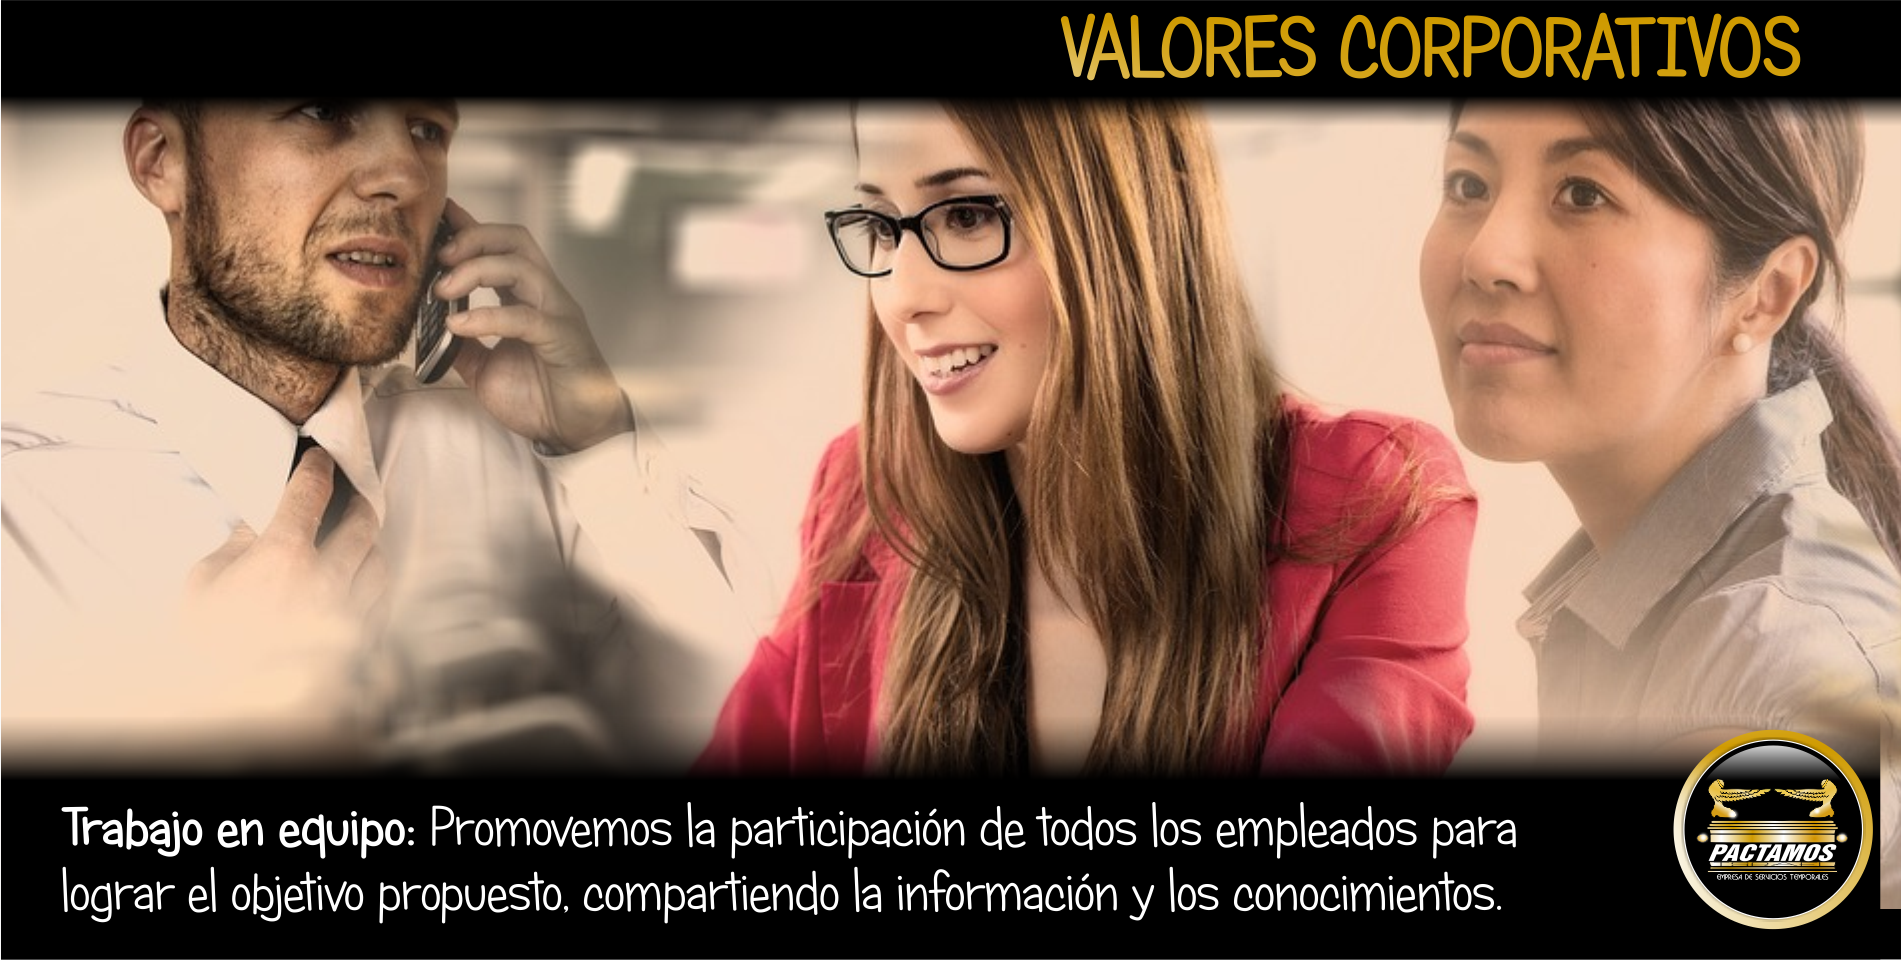 VALORES CORPORATIVOS
Trabajo en equipo: Promovemos la participación de todos los empleados para
lograr el objetivo propuesto, compartiendo la información y los conocimientos.
PACTAMOS
EMPRESA DE SERVICIOS TEMPORALES